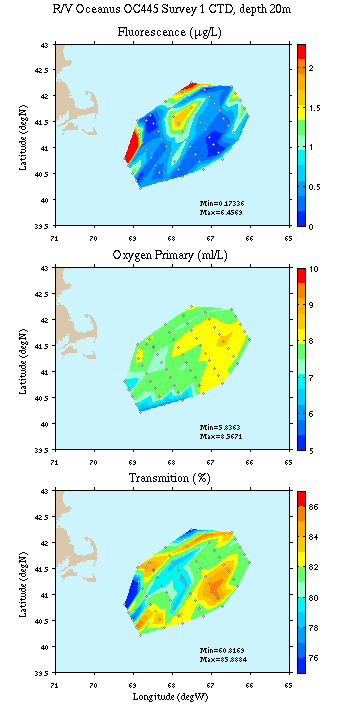 R/V Oceanus OC445 Survey 1 CTD, depth 20m
Fluorescence (µg/L)
43
42.5
42
41.5
41
40.5
40
39.5
Latitude (degN)
71 70 69 68 67 66 65
Min=0.17336
Max=6.4569
2
1.5
1
0.5
0
Oxygen Primary (ml/L)
43
42.5
42
41.5
41
40.5
40
39.5
Latitude (degN)
71 70 69 68 67 66 65
Min=5.8363
Max=8.5671
10
9
8
7
6
5
Transmition (%)
43
42.5
42
41.5
41
40.5
40
39.5
Latitude (degN)
71 70 69 68 67 66 65
Longitude (degW)
Min=60.8169
Max=85.8884
86
84
82
80
78
76